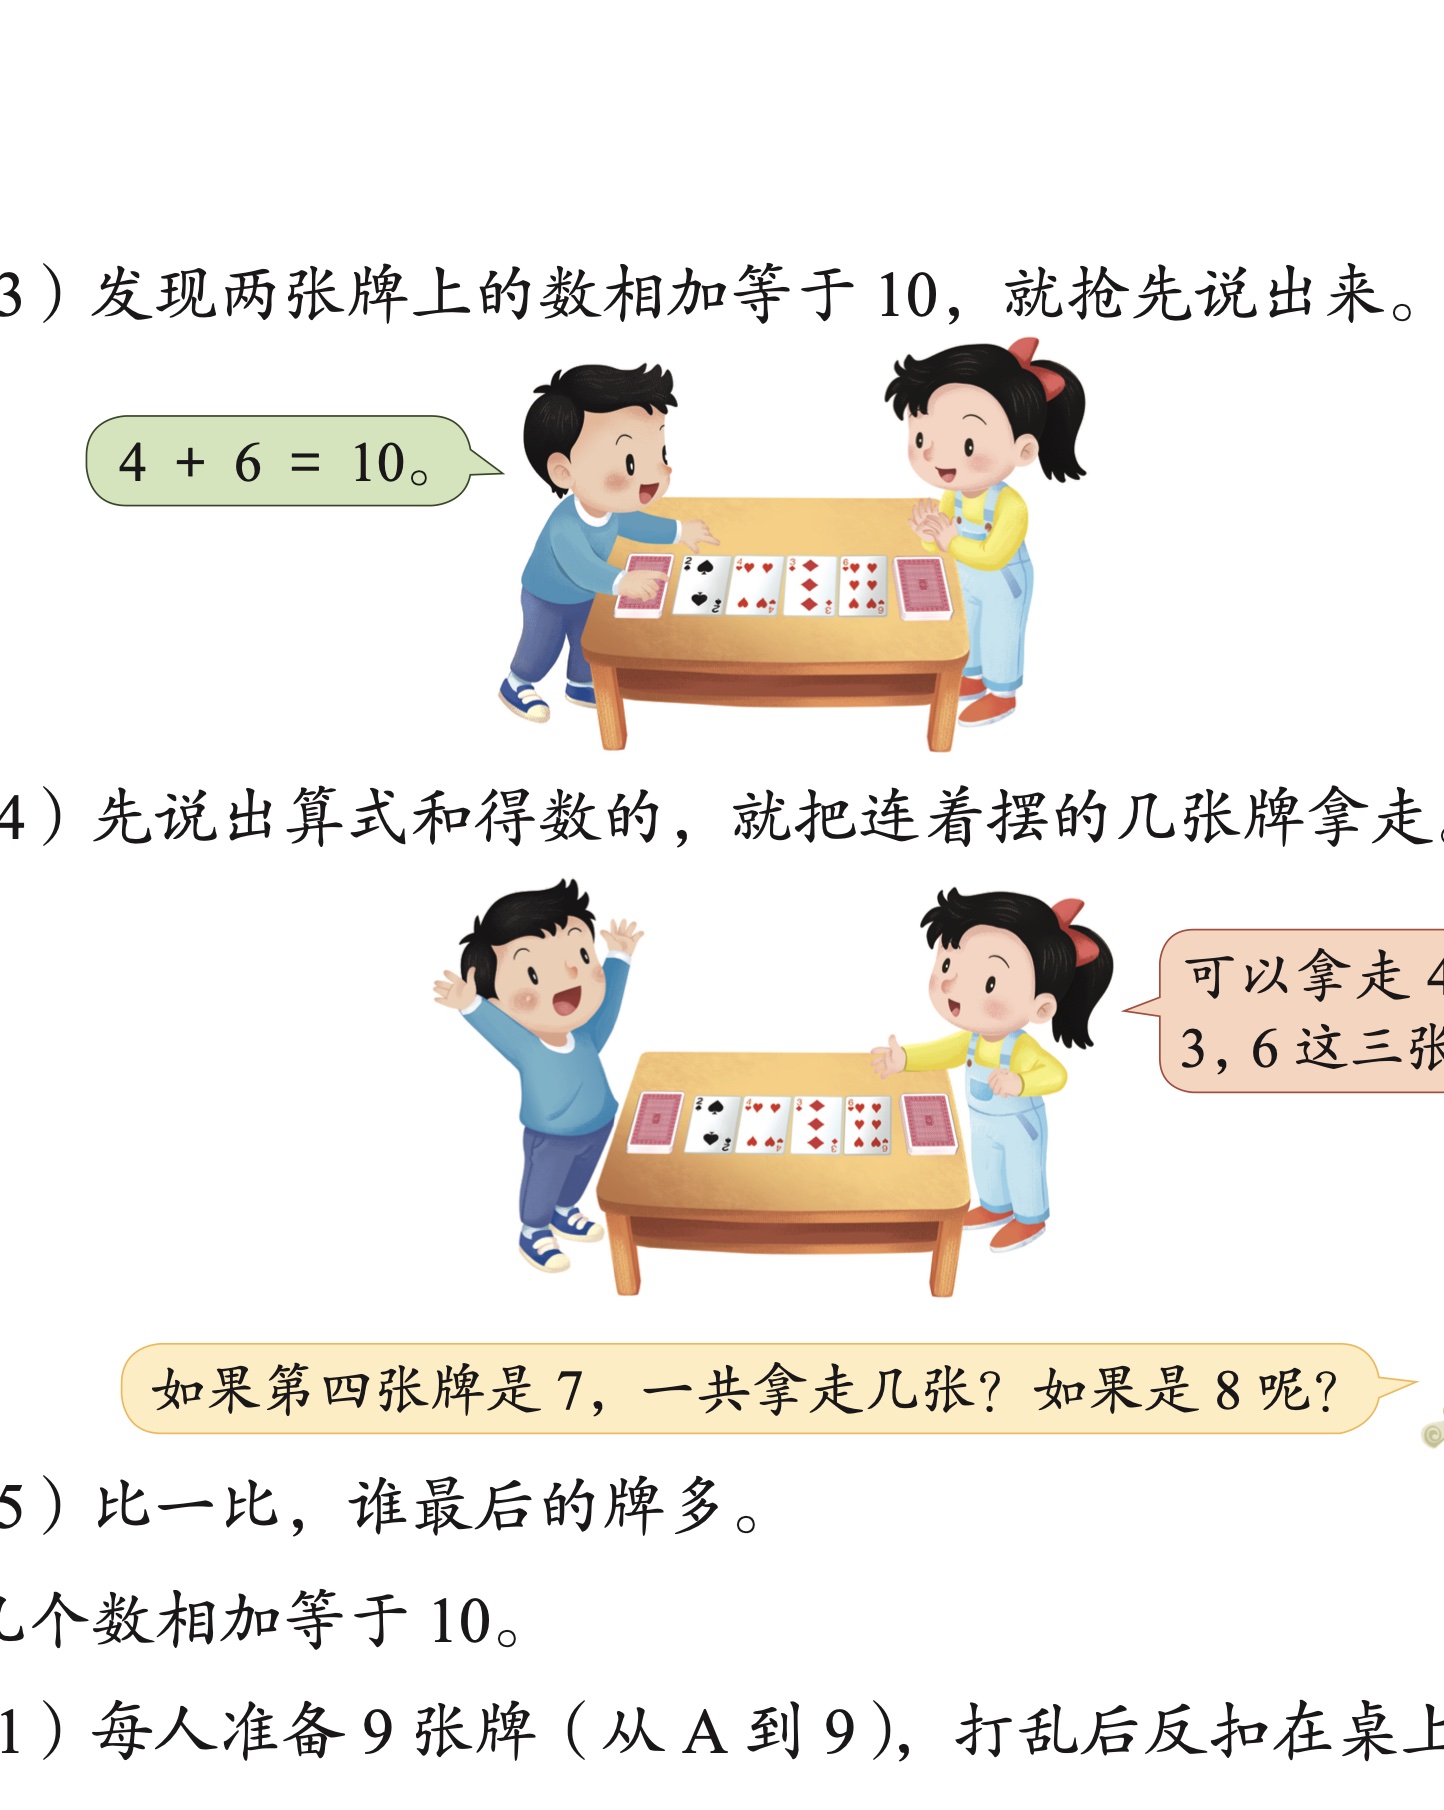 3）发现两张牌上的数相加等于 10，就抢先说出来。
4 + 6 = 10。
4）先说出算式和得数的，就把连着摆的几张牌拿走。
可以拿走 4
3，6 这三张
如果第四张牌是 7，一共拿走几张？如果是 8 呢？
5）比一比，谁最后的牌多。
几个数相加等于 10。
1）每人准备 9 张牌（从 A 到 9），打乱后反扣在桌上